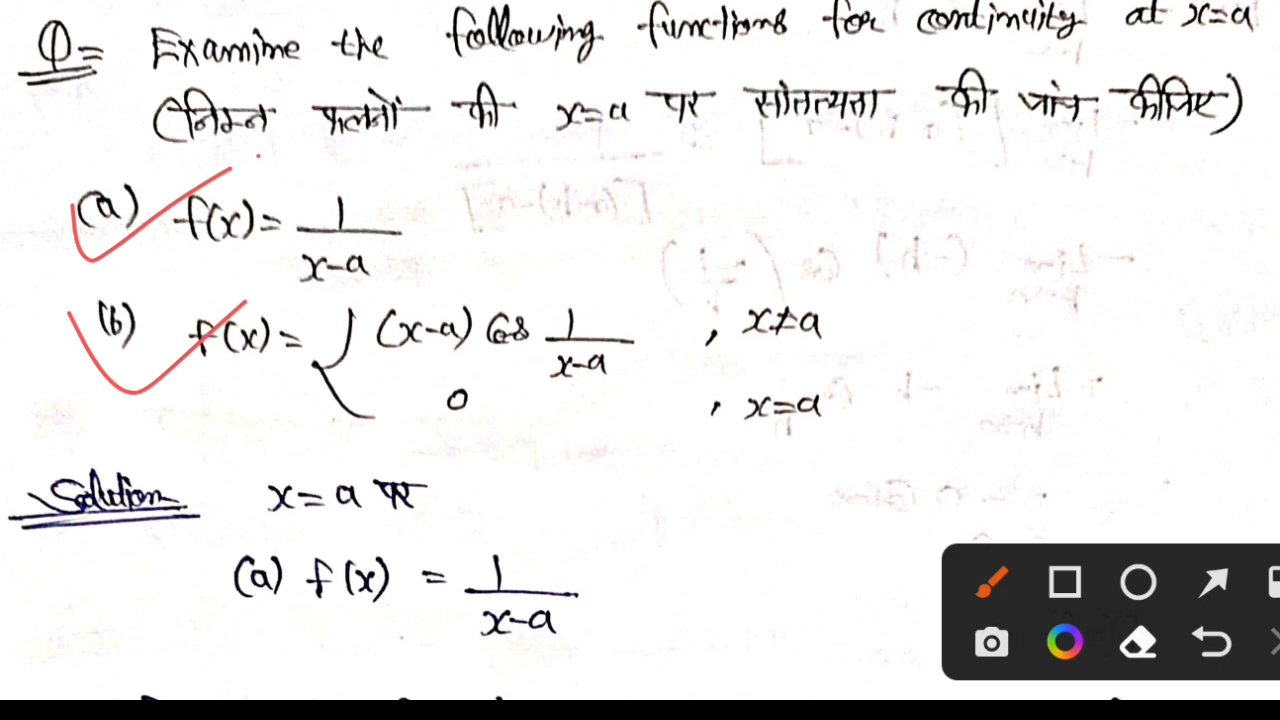 Q= Examine the following functions for continuity at x=a
(निम्न फलनों की x=a पर सांतत्यता की जांच कीजिए)
(a) f(x)= 1/(x-a)
(b) f(x)= { (x-a) Cos 1/(x-a) , x≠a
0 , x=a
Solution x=a पर
(a) f(x) = 1/(x-a)